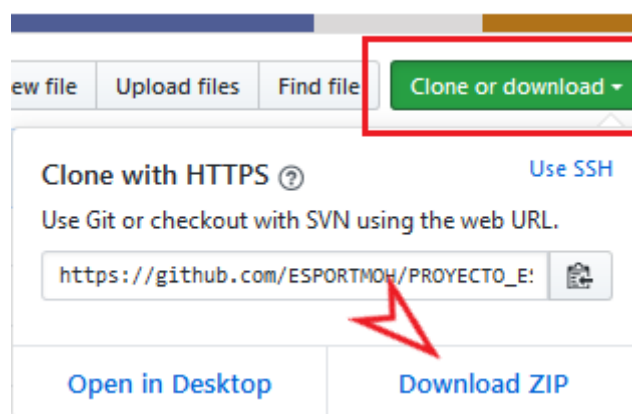 ew file Upload files Find file Clone or download
Clone with HTTPS ? Use SSH
Use Git or checkout with SVN using the web URL.
https://github.com/ESPORTMOH/PROYECTO_E
Open in Desktop Download ZIP